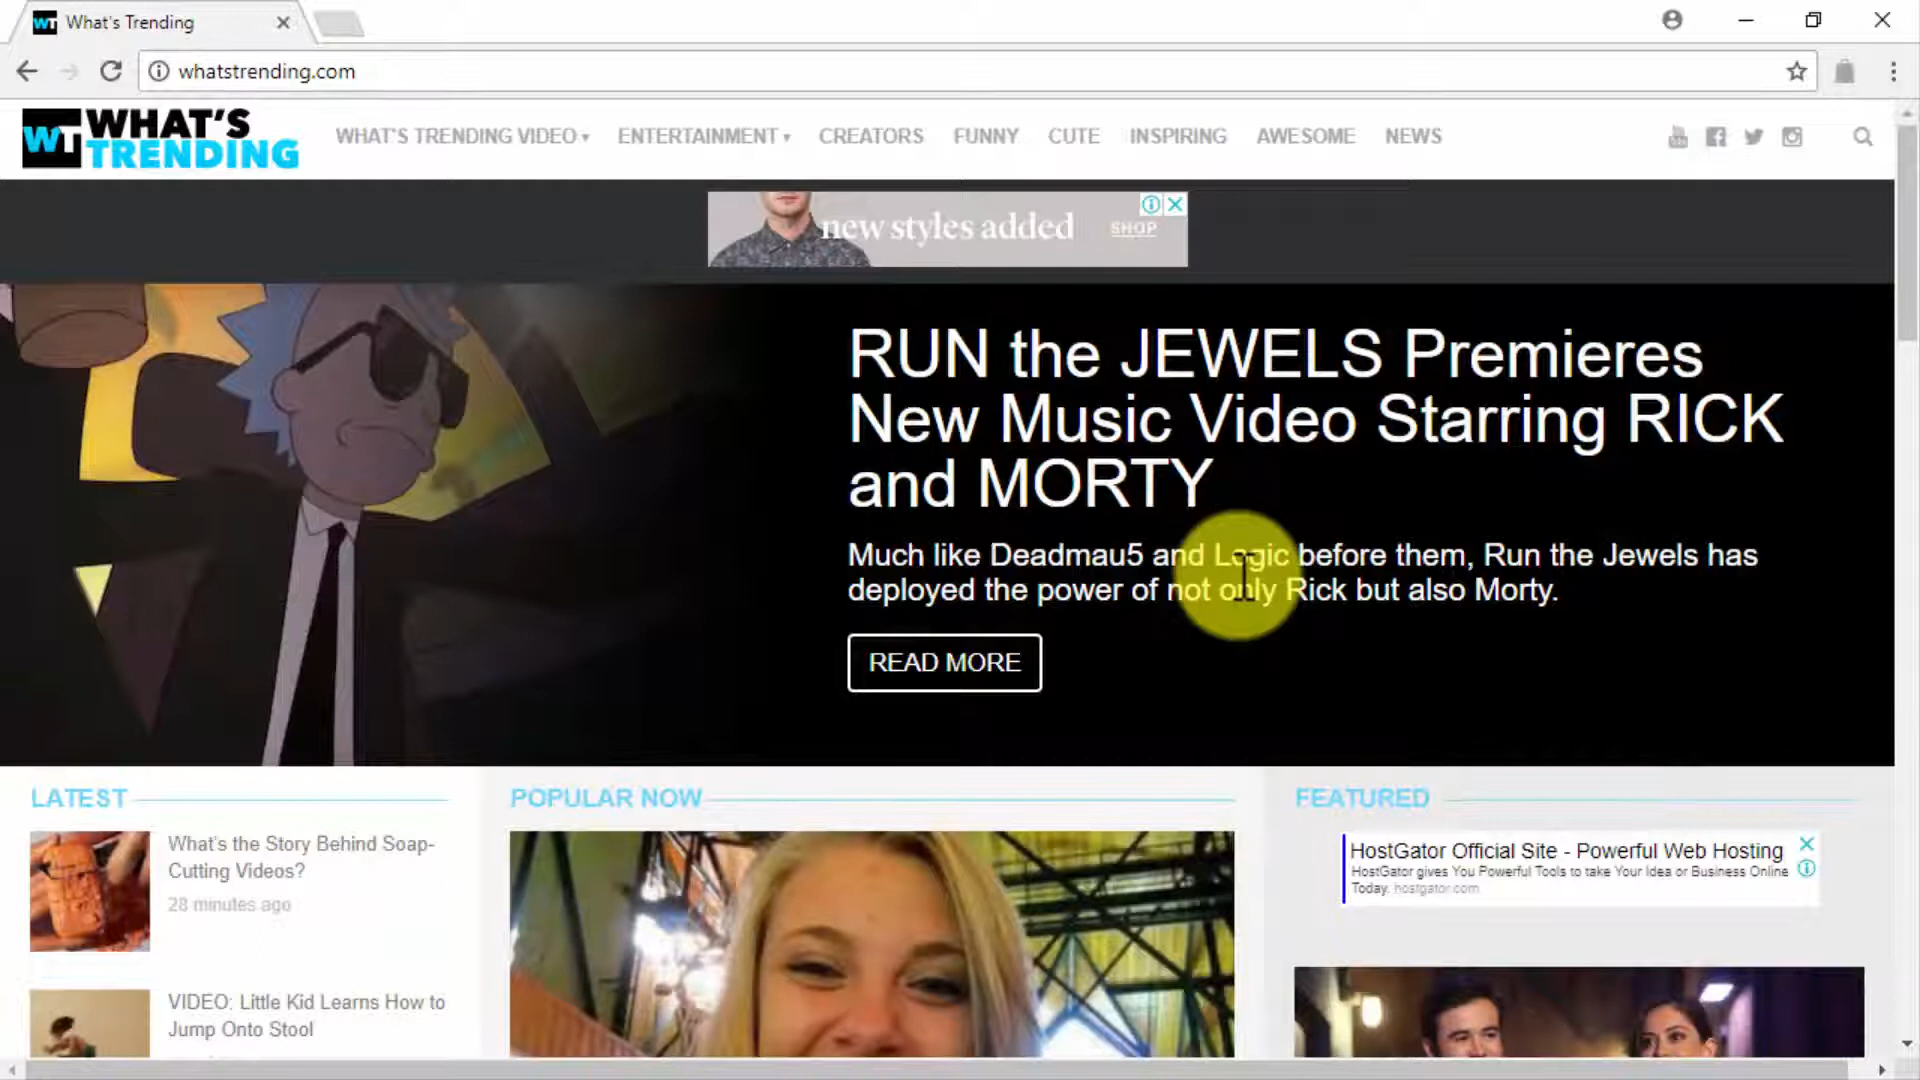 What's Trending
whatstrending.com
WT WHAT'S TRENDING
WHAT'S TRENDING VIDEO ENTERTAINMENT CREATORS FUNNY CUTE INSPIRING AWESOME NEWS
new styles added SHOP
RUN the JEWELS Premieres
New Music Video Starring RICK
and MORTY
Much like Deadmau5 and Logic before them, Run the Jewels has
deployed the power of not only Rick but also Morty.
READ MORE
LATEST
What's the Story Behind Soap-
Cutting Videos?
28 minutes ago
VIDEO: Little Kid Learns How to
Jump Onto Stool
POPULAR NOW
FEATURED
HostGator Official Site - Powerful Web Hosting
HostGator gives You Powerful Tools to take Your Idea or Business Online
Today. hostgator.com